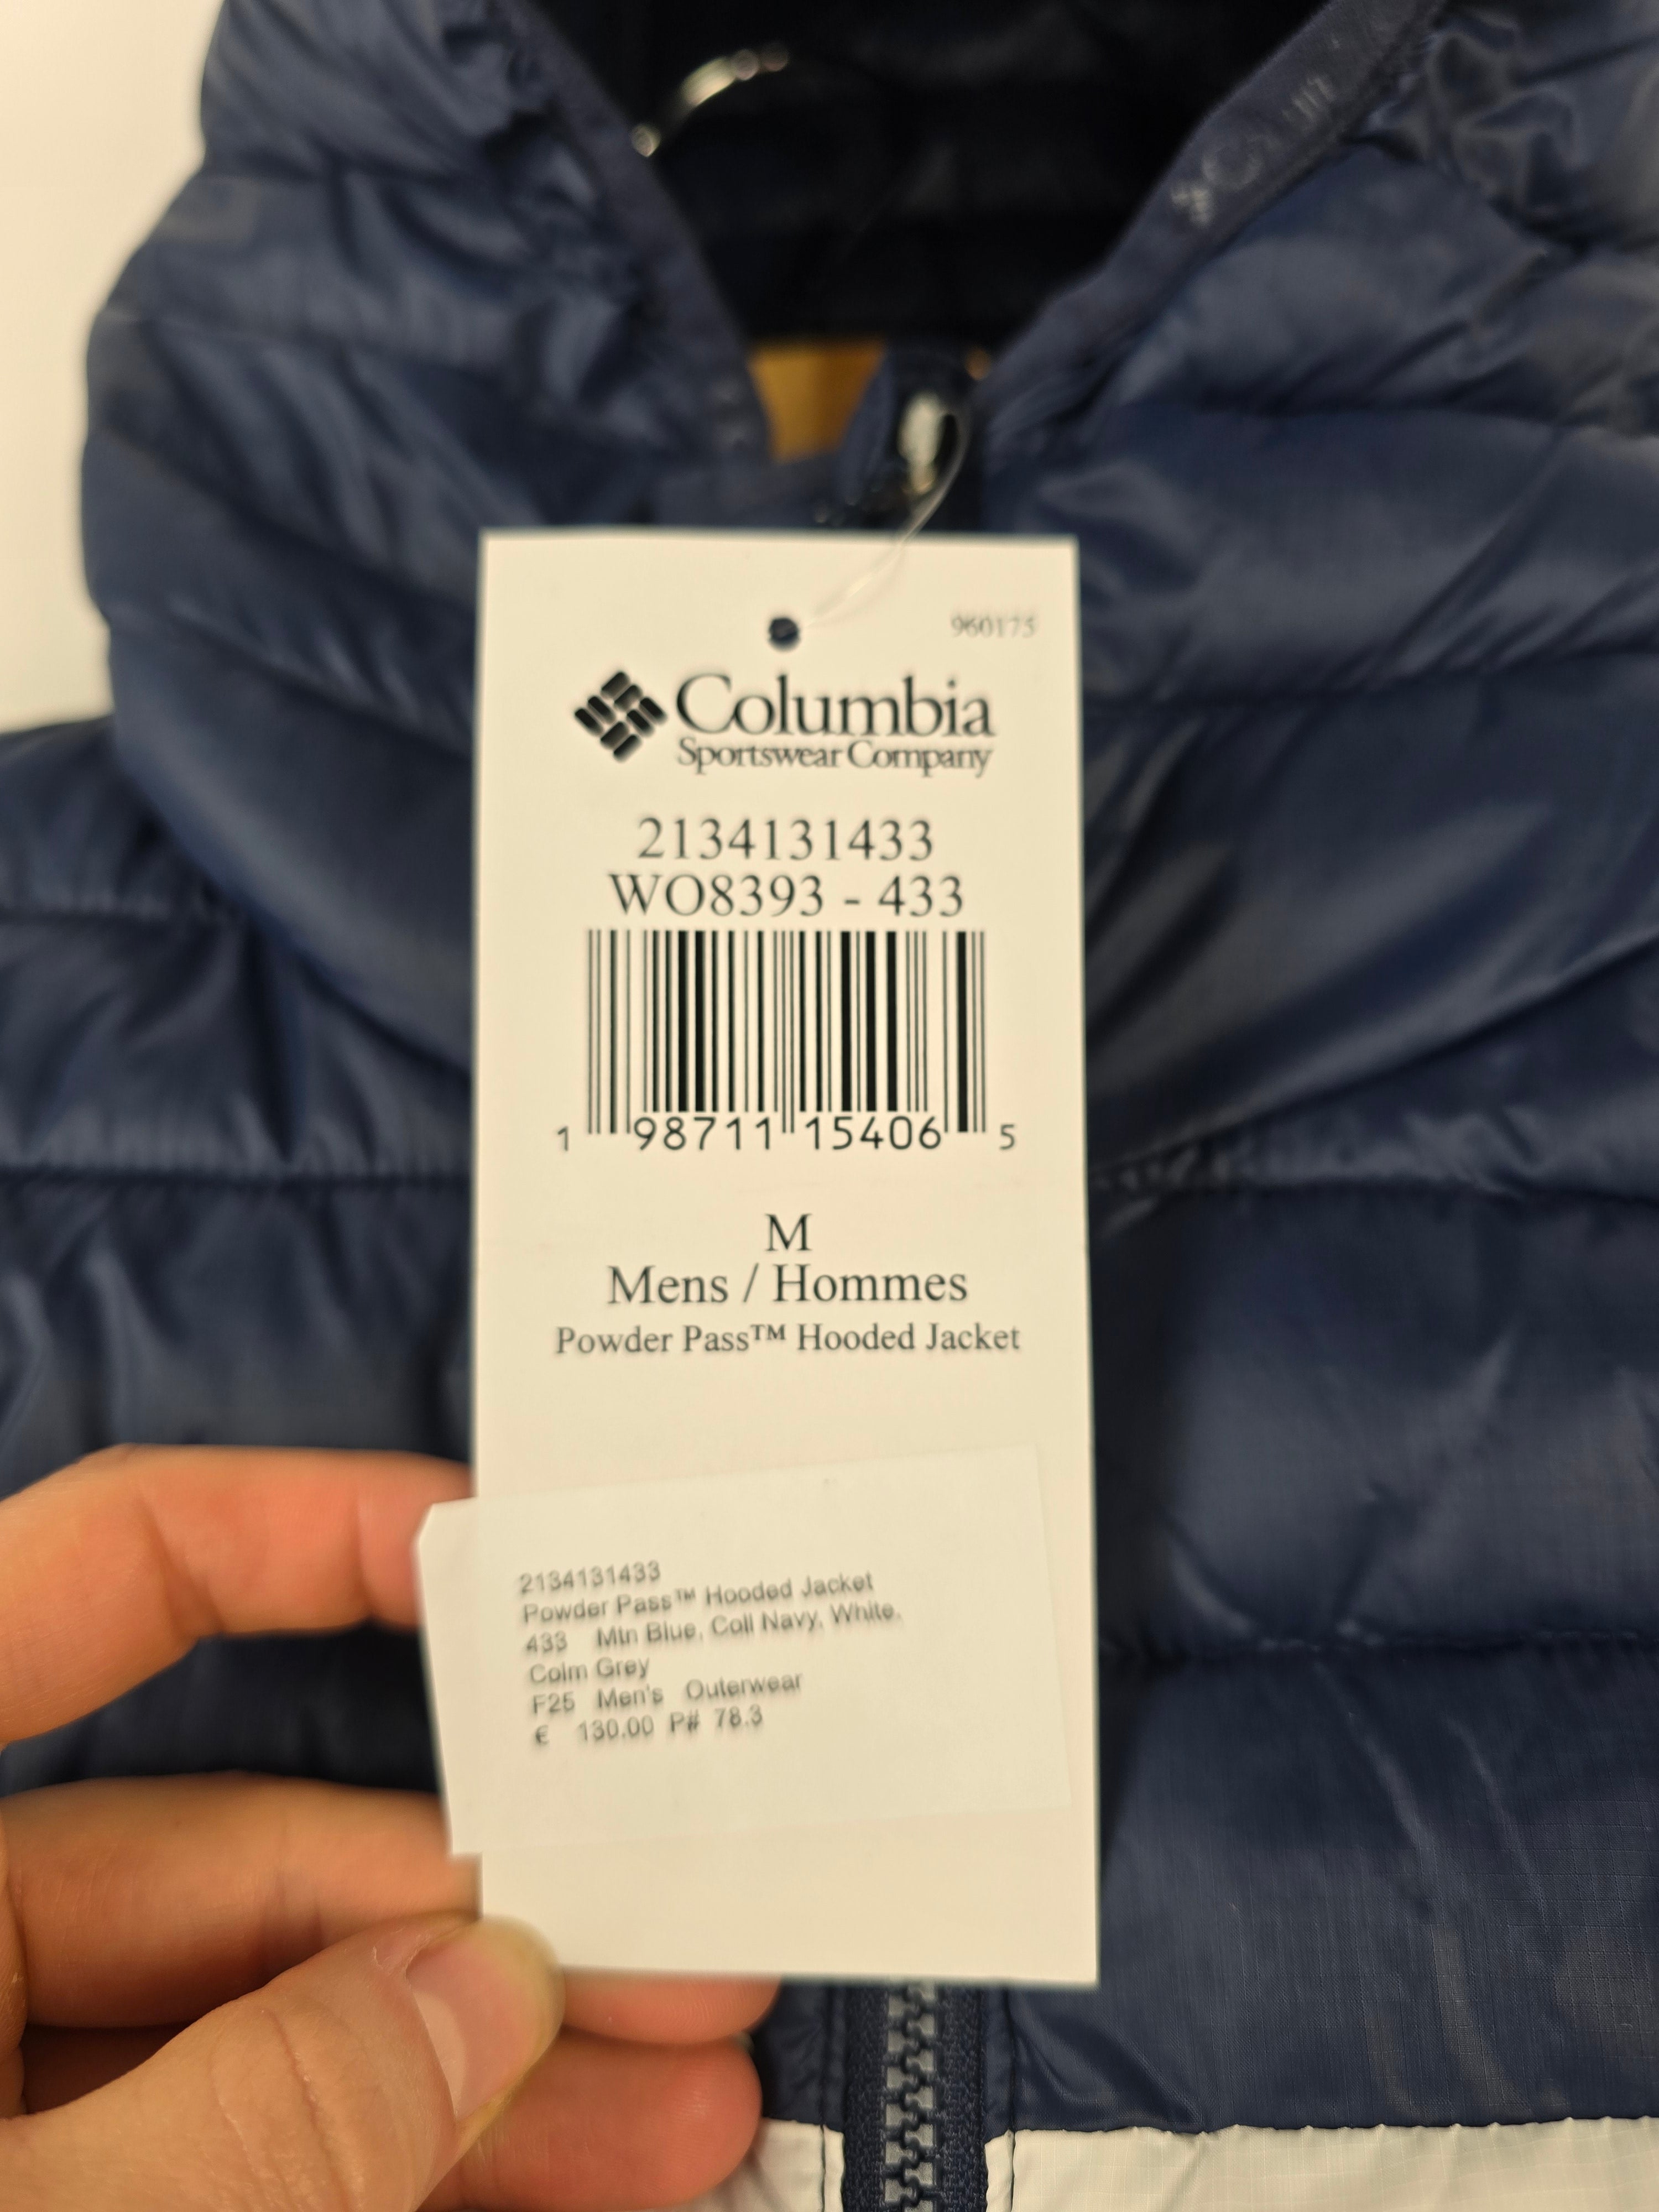 Colum
960175
Columbia
Sportswear Company
2134131433
WO8393 - 433
1 98711 15406 5
M
Mens / Hommes
Powder Pass™ Hooded Jacket
2134131433
Powder Pass™ Hooded Jacket
433 Mtn Blue, Coll Navy, White,
Colm Grey
F25 Men's Outerwear
€ 130.00 P# 78.3